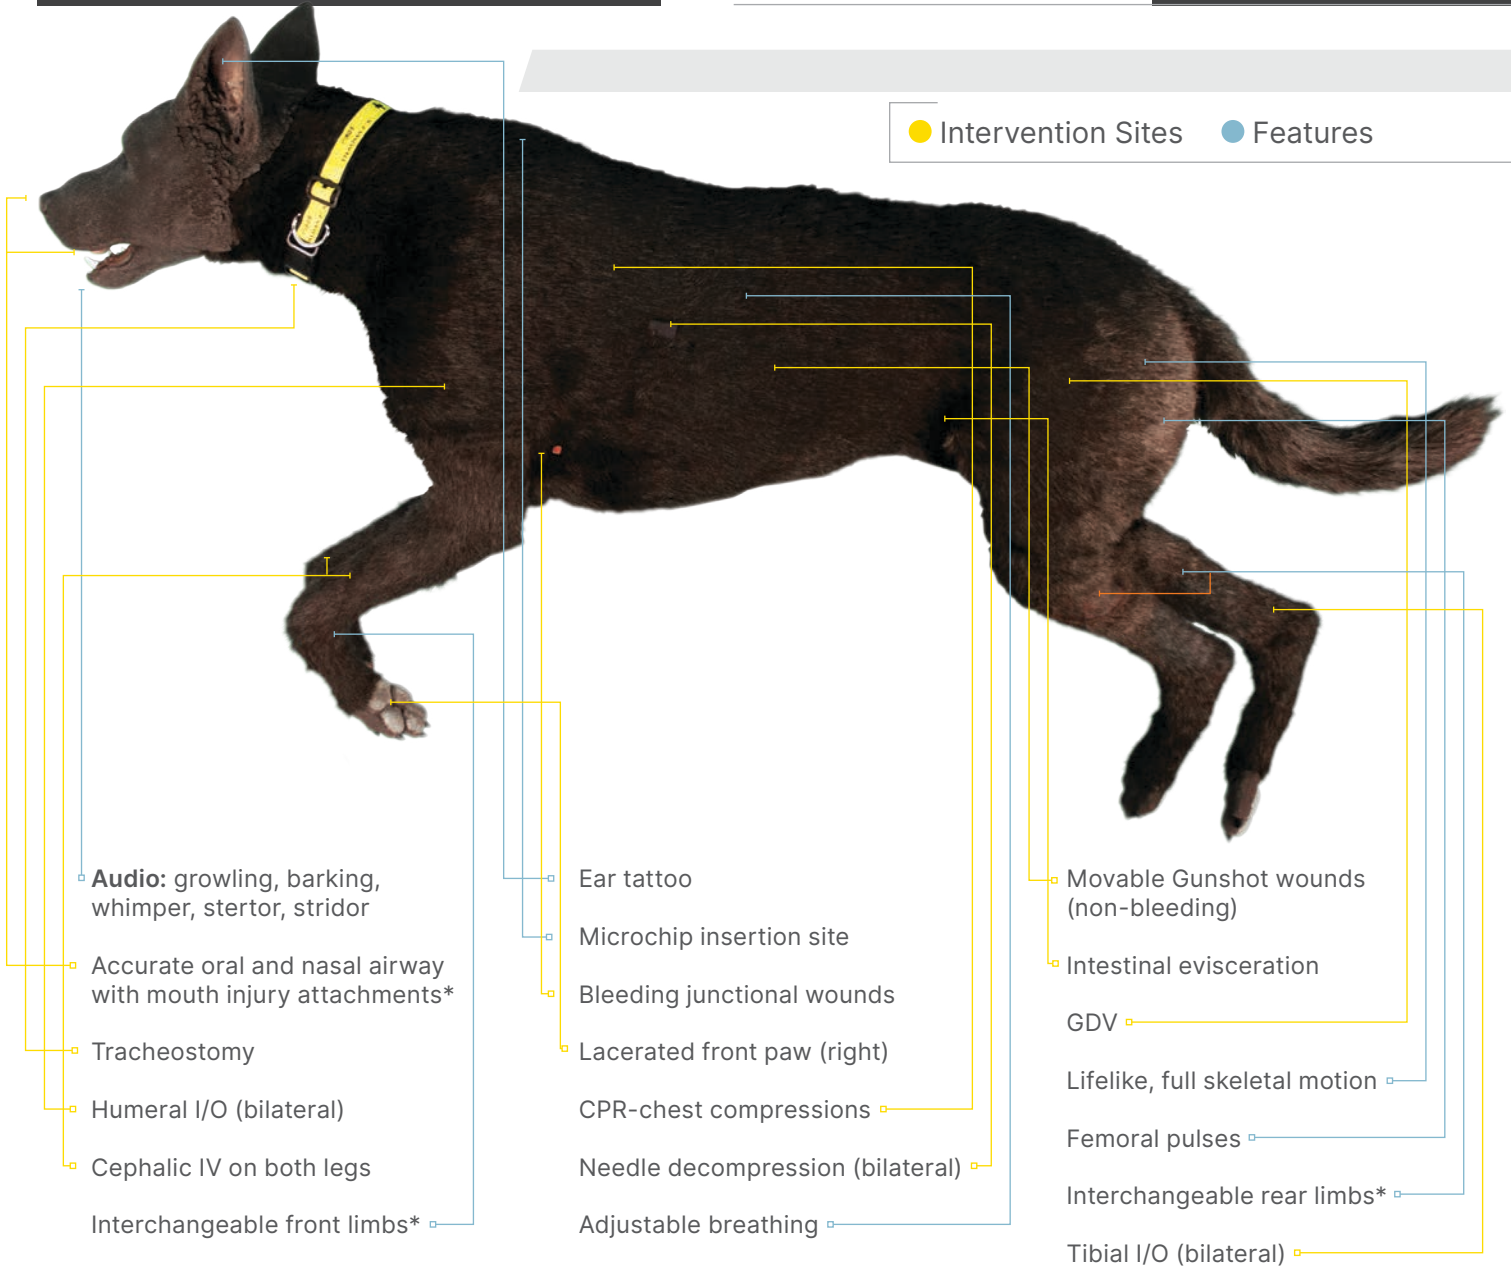 Intervention Sites
Features
Audio: growling, barking,
whimper, stertor, stridor
Accurate oral and nasal airway
with mouth injury attachments*
Tracheostomy
Humeral I/O (bilateral)
Cephalic IV on both legs
Interchangeable front limbs*
Ear tattoo
Microchip insertion site
Bleeding junctional wounds
Lacerated front paw (right)
CPR-chest compressions
Needle decompression (bilateral)
Adjustable breathing
Movable Gunshot wounds
(non-bleeding)
Intestinal evisceration
GDV
Lifelike, full skeletal motion
Femoral pulses
Interchangeable rear limbs*
Tibial I/O (bilateral)